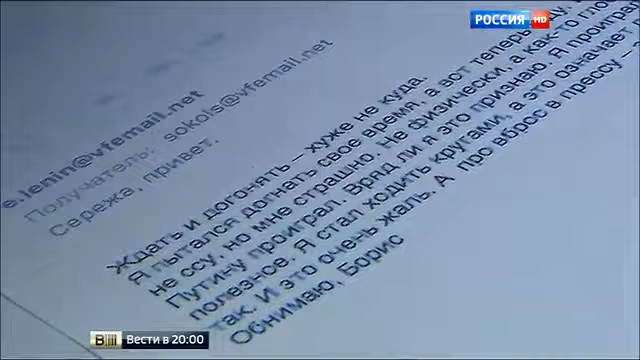 РОССИЯ HD
e.lenin@vfemail.net
Получатель: sokols@vfemail.net
Сережа, привет.
Ждать и догонять – хуже не куда.
Я пытался догнать свое время, а вот теперь
не ссу, но мне страшно. Не физически, а как-то
Путину проиграл. Вряд ли я это признаю. Я проиграл
полезное. Я стал ходить кругами, а это означает
так. И это очень жаль. А про вброс в прессу –
Обнимаю, Борис
Вести в 20:00